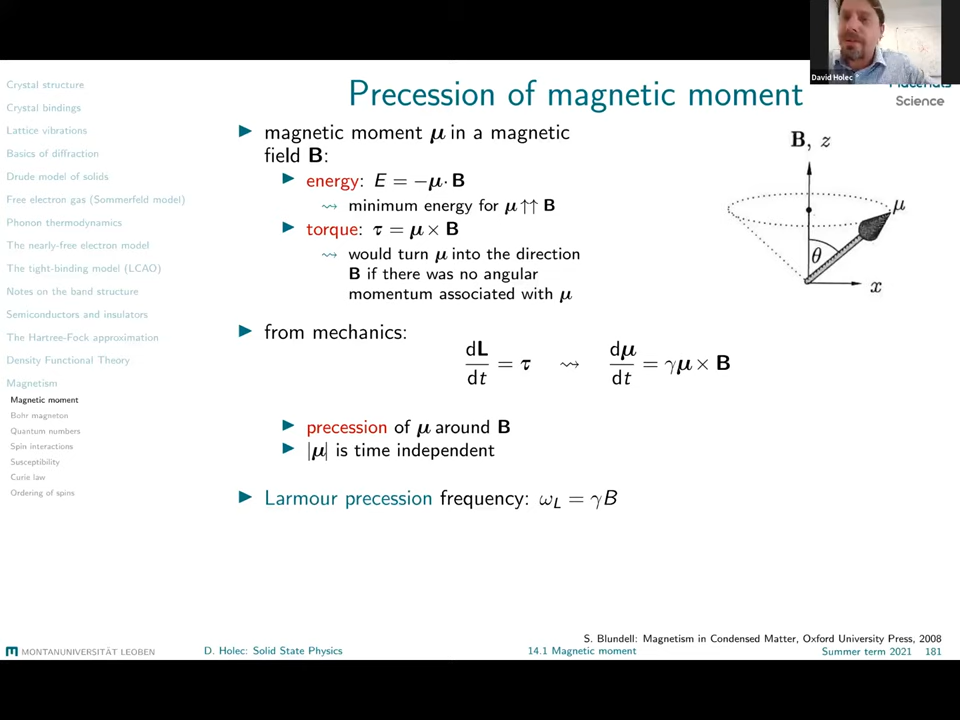 David Holec
Materials
Science
Crystal structure
Crystal bindings
Lattice vibrations
Basics of diffraction
Drude model of solids
Free electron gas (Sommerfeld model)
Phonon thermodynamics
The nearly-free electron model
The tight-binding model (LCAO)
Notes on the band structure
Semiconductors and insulators
The Hartree-Fock approximation
Density Functional Theory
Magnetism
Magnetic moment
Bohr magneton
Quantum numbers
Spin interactions
Susceptibility
Curie law
Ordering of spins
Precession of magnetic moment
▶ magnetic moment μ in a magnetic
field B:
▶ energy: E = −μ· B
⇝ minimum energy for μ ↑↑ B
▶ torque: τ = μ × B
⇝ would turn μ into the direction
B if there was no angular
momentum associated with μ
B, z
μ
θ
x
▶ from mechanics:
dL/dt = τ ⇝ dμ/dt = γμ × B
▶ precession of μ around B
▶ |μ| is time independent
▶ Larmour precession frequency: ω_L = γB
S. Blundell: Magnetism in Condensed Matter, Oxford University Press, 2008
MONTANUNIVERSITÄT LEOBEN
D. Holec: Solid State Physics
14.1 Magnetic moment
Summer term 2021 181